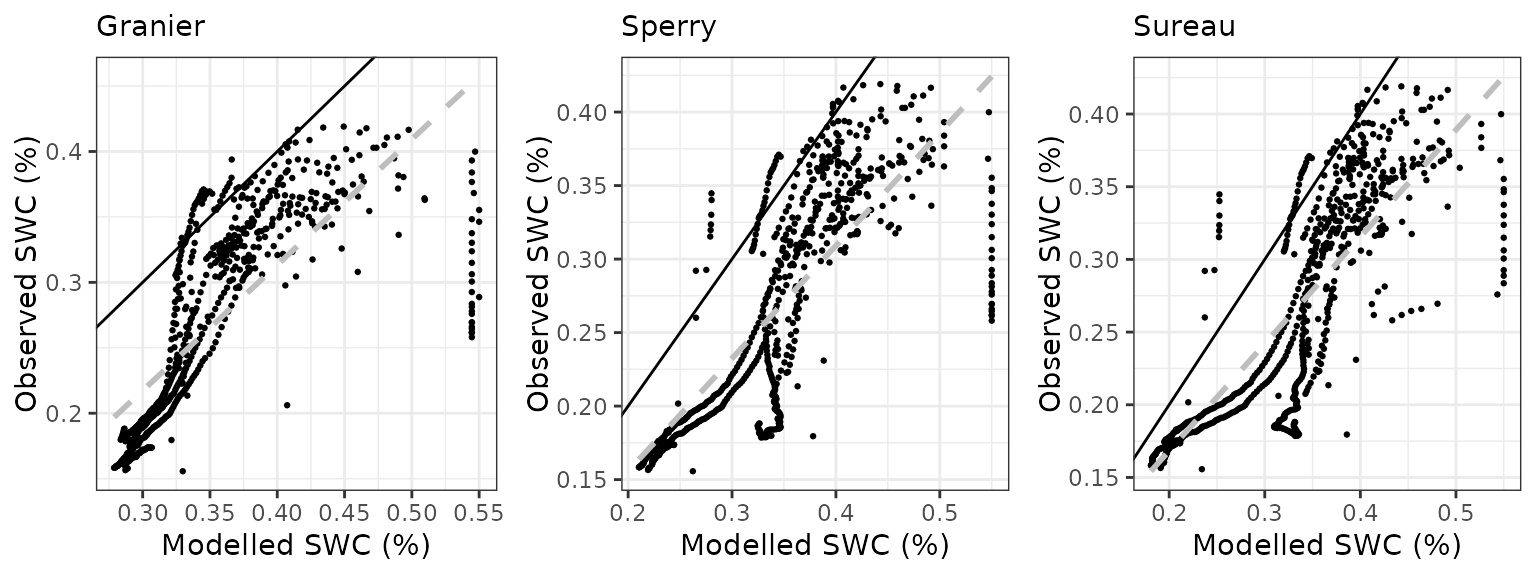 Granier
Observed SWC (%)
0.4
0.3
0.2
0.30 0.35 0.40 0.45 0.50 0.55
Modelled SWC (%)
Sperry
Observed SWC (%)
0.40
0.35
0.30
0.25
0.20
0.15
0.2 0.3 0.4 0.5
Modelled SWC (%)
Sureau
Observed SWC (%)
0.40
0.35
0.30
0.25
0.20
0.15
0.2 0.3 0.4 0.5
Modelled SWC (%)